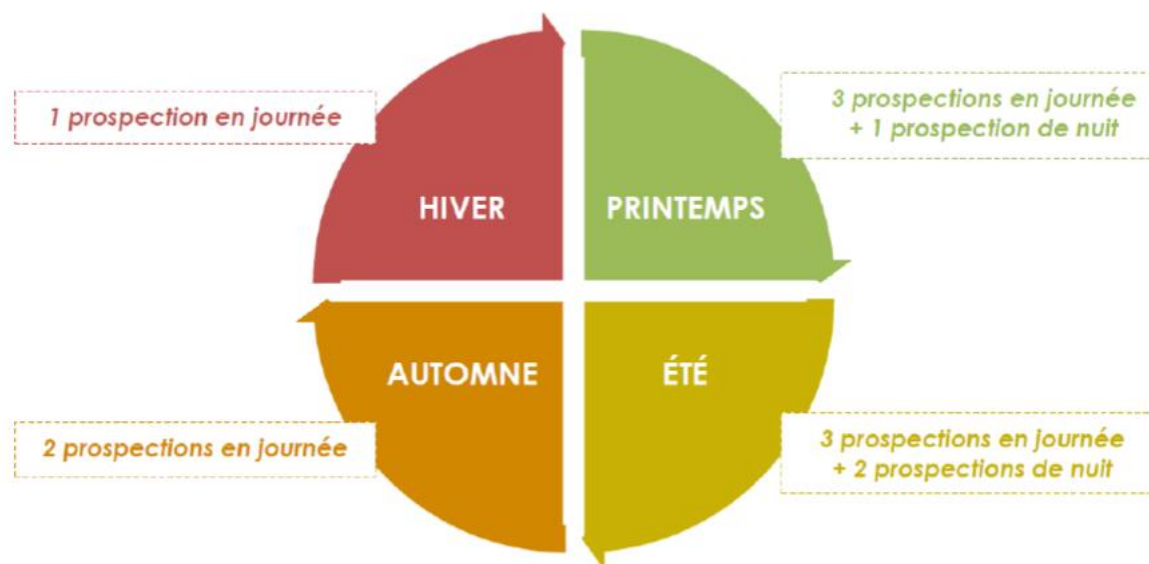 1 prospection en journée
3 prospections en journée
+ 1 prospection de nuit
HIVER
PRINTEMPS
AUTOMNE
ÉTÉ
2 prospections en journée
3 prospections en journée
+ 2 prospections de nuit